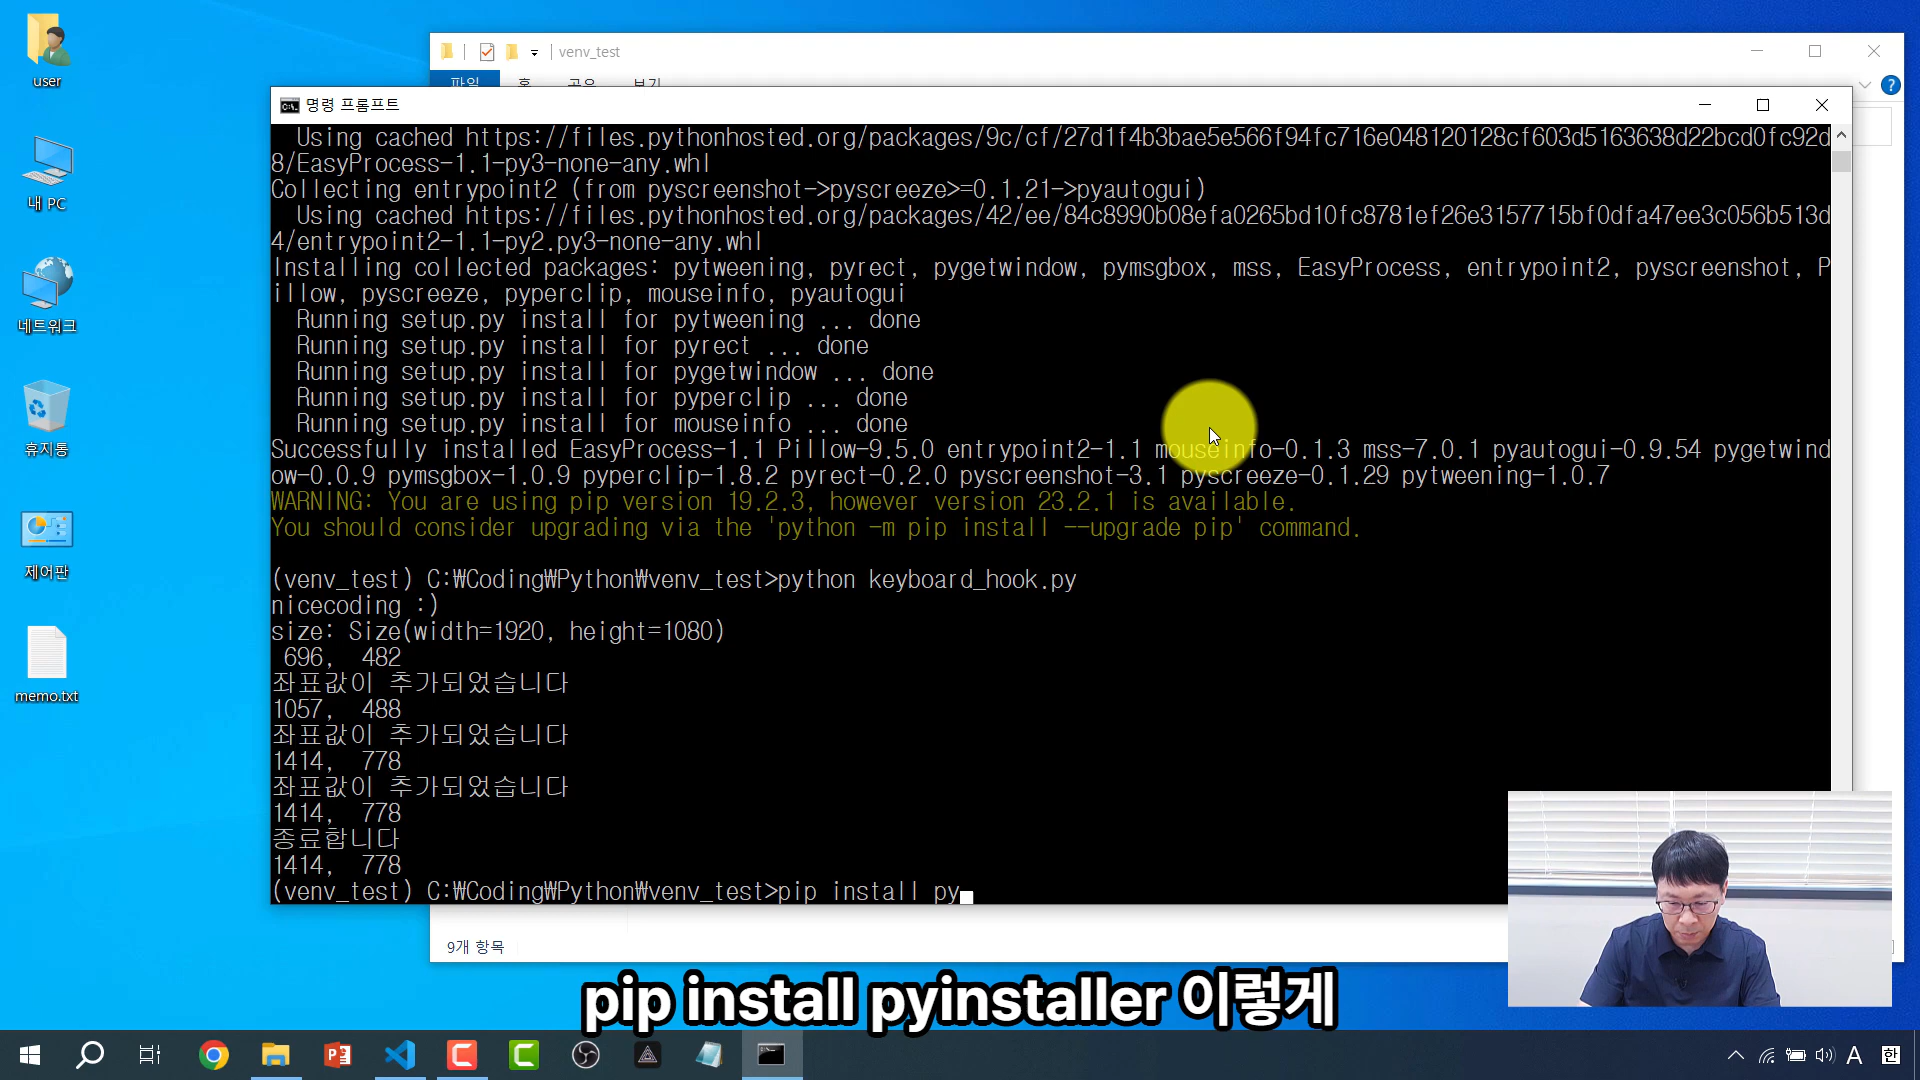 user
내 PC
네트워크
휴지통
제어판
memo.txt
venv_test
파일 홈 공유 보기
명령 프롬프트
Using cached https://files.pythonhosted.org/packages/9c/cf/27d1f4b3bae5e566f94fc716e048120128cf603d5163638d22bcd0fc92d
8/EasyProcess-1.1-py3-none-any.whl
Collecting entrypoint2 (from pyscreenshot->pyscreeze>=0.1.21->pyautogui)
Using cached https://files.pythonhosted.org/packages/42/ee/84c8990b08efa0265bd10fc8781ef26e3157715bf0dfa47ee3c056b513d
4/entrypoint2-1.1-py2.py3-none-any.whl
Installing collected packages: pytweening, pyrect, pygetwindow, pymsgbox, mss, EasyProcess, entrypoint2, pyscreenshot, P
illow, pyscreeze, pyperclip, mouseinfo, pyautogui
Running setup.py install for pytweening ... done
Running setup.py install for pyrect ... done
Running setup.py install for pygetwindow ... done
Running setup.py install for pyperclip ... done
Running setup.py install for mouseinfo ... done
Successfully installed EasyProcess-1.1 Pillow-9.5.0 entrypoint2-1.1 mouseinfo-0.1.3 mss-7.0.1 pyautogui-0.9.54 pygetwind
ow-0.0.9 pymsgbox-1.0.9 pyperclip-1.8.2 pyrect-0.2.0 pyscreenshot-3.1 pyscreeze-0.1.29 pytweening-1.0.7
WARNING: You are using pip version 19.2.3, however version 23.2.1 is available.
You should consider upgrading via the 'python -m pip install --upgrade pip' command.
(venv_test) C:₩Coding₩Python₩venv_test>python keyboard_hook.py
nicecoding :)
size: Size(width=1920, height=1080)
696, 482
좌표값이 추가되었습니다
1057, 488
좌표값이 추가되었습니다
1414, 778
좌표값이 추가되었습니다
1414, 778
종료합니다
1414, 778
(venv_test) C:₩Coding₩Python₩venv_test>pip install py
9개 항목
pip install pyinstaller 이렇게
A 한